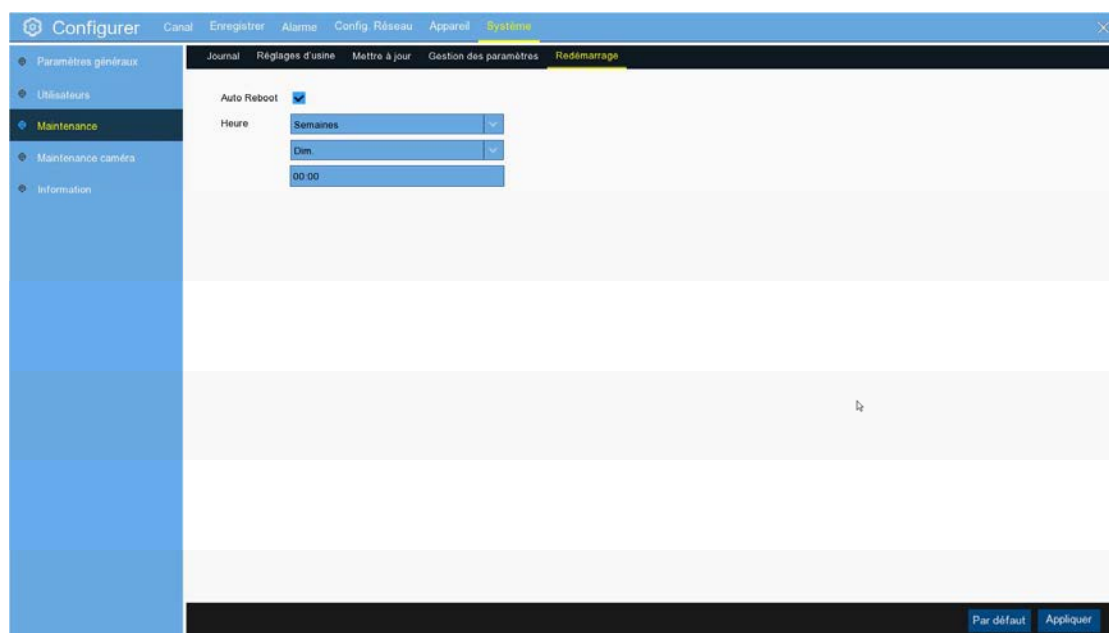 Configurer Canal Enregistrer Alarme Config. Réseau Appareil Système
Journal Réglages d'usine Mettre à jour Gestion des paramètres Redémarrage
Paramètres généraux
Utilisateurs
Maintenance
Maintenance caméra
Information
Auto Reboot
Heure Semaines
Dim.
00:00
Par défaut Appliquer